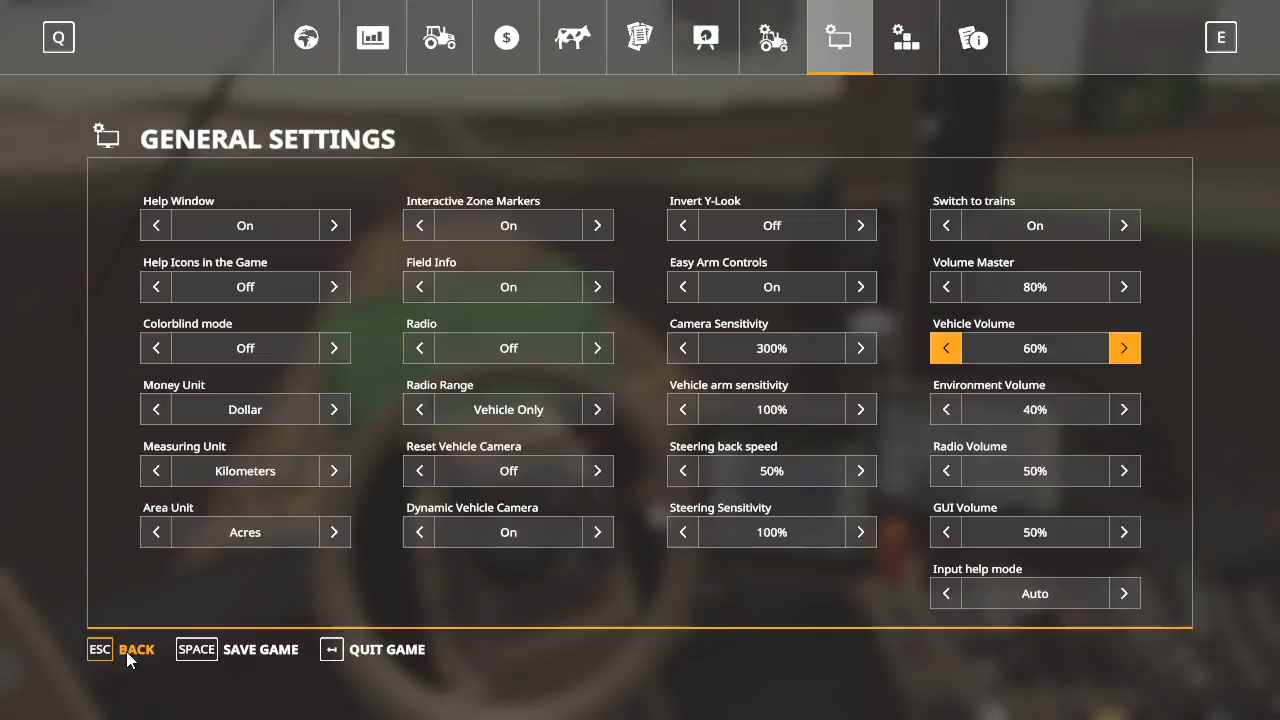 Q
E
GENERAL SETTINGS
Help Window
On
Help Icons in the Game
Off
Colorblind mode
Off
Money Unit
Dollar
Measuring Unit
Kilometers
Area Unit
Acres
Interactive Zone Markers
On
Field Info
On
Radio
Off
Radio Range
Vehicle Only
Reset Vehicle Camera
Off
Dynamic Vehicle Camera
On
Invert Y-Look
Off
Easy Arm Controls
On
Camera Sensitivity
300%
Vehicle arm sensitivity
100%
Steering back speed
50%
Steering Sensitivity
100%
Switch to trains
On
Volume Master
80%
Vehicle Volume
60%
Environment Volume
40%
Radio Volume
50%
GUI Volume
50%
Input help mode
Auto
ESC BACK SPACE SAVE GAME QUIT GAME